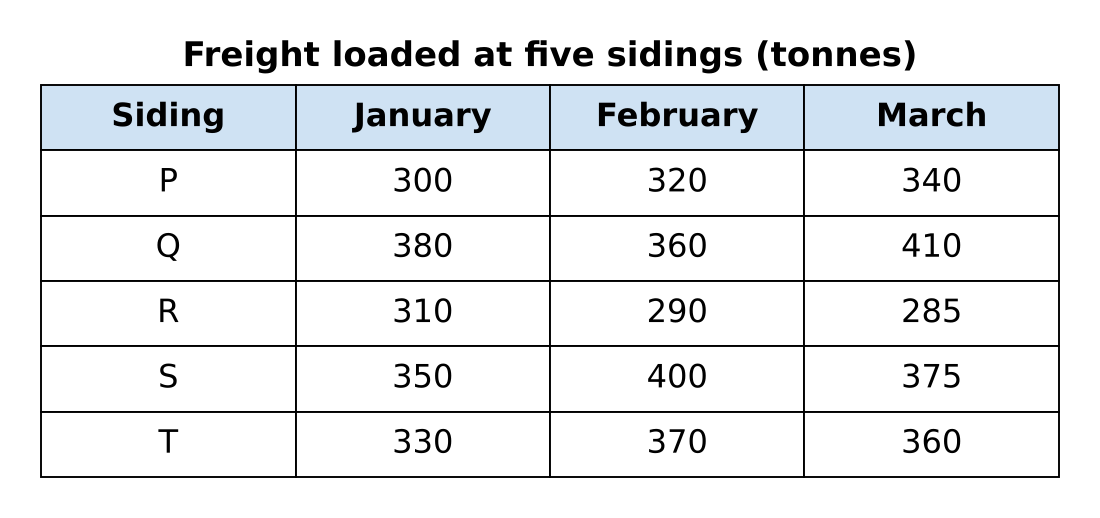 Freight loaded at five sidings (tonnes)
Siding January February March
P 300 320 340
Q 380 360 410
R 310 290 285
S 350 400 375
T 330 370 360